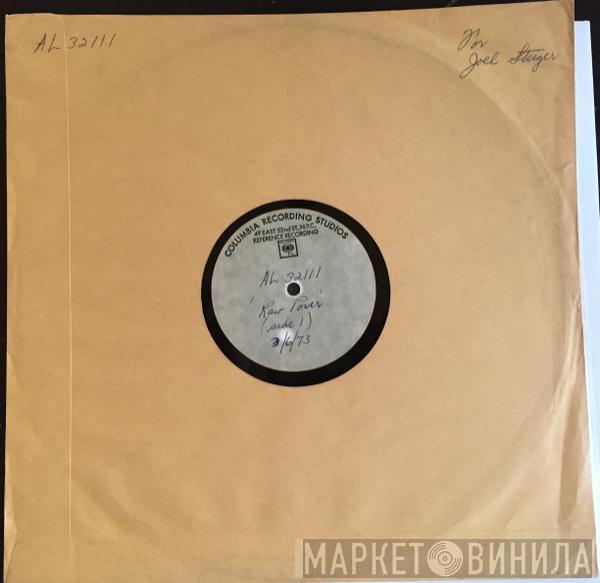 AL 32111
For
Joel Steiger
COLUMBIA RECORDING STUDIOS
49 EAST 52nd ST., N.Y.C.
REFERENCE RECORDING
AL 32111
"Raw Power"
(side 1)
3/6/73
МАРКЕТ ВИНИЛА